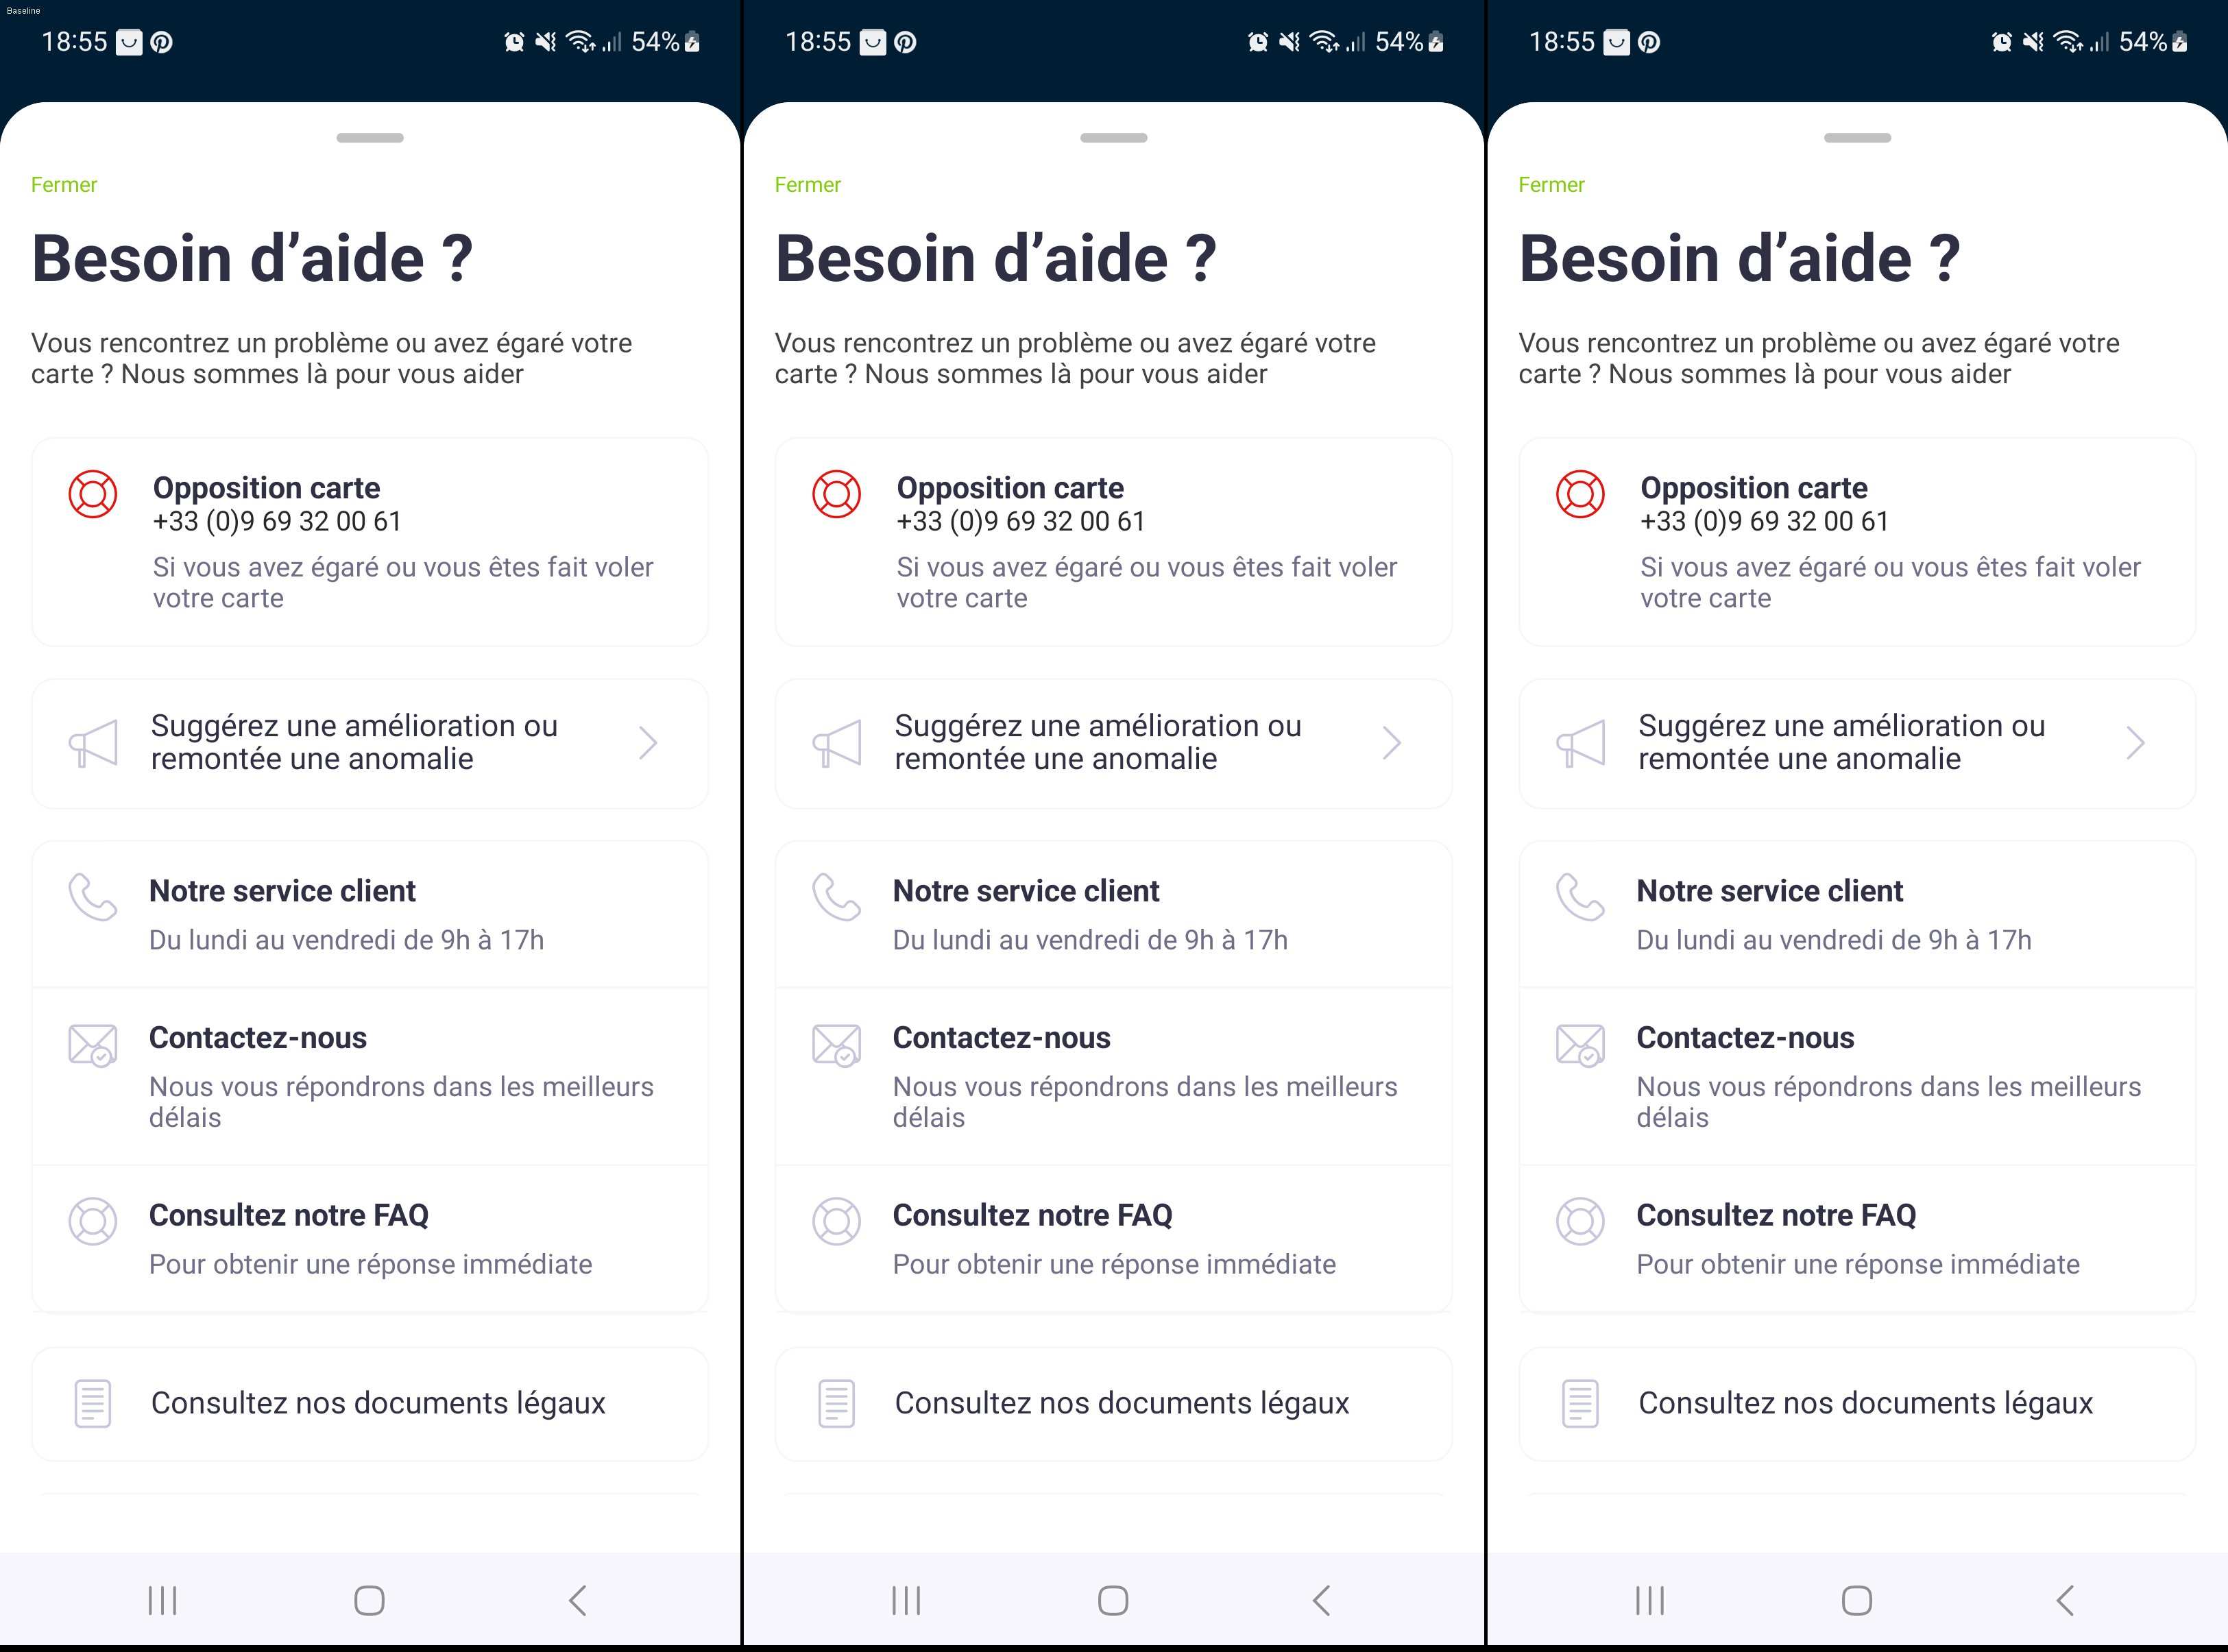 Baseline
18:55
54%
Fermer
Besoin d’aide ?
Vous rencontrez un problème ou avez égaré votre
carte ? Nous sommes là pour vous aider
Opposition carte
+33 (0)9 69 32 00 61
Si vous avez égaré ou vous êtes fait voler
votre carte
Suggérez une amélioration ou
remontée une anomalie
Notre service client
Du lundi au vendredi de 9h à 17h
Contactez-nous
Nous vous répondrons dans les meilleurs
délais
Consultez notre FAQ
Pour obtenir une réponse immédiate
Consultez nos documents légaux
18:55
54%
Fermer
Besoin d’aide ?
Vous rencontrez un problème ou avez égaré votre
carte ? Nous sommes là pour vous aider
Opposition carte
+33 (0)9 69 32 00 61
Si vous avez égaré ou vous êtes fait voler
votre carte
Suggérez une amélioration ou
remontée une anomalie
Notre service client
Du lundi au vendredi de 9h à 17h
Contactez-nous
Nous vous répondrons dans les meilleurs
délais
Consultez notre FAQ
Pour obtenir une réponse immédiate
Consultez nos documents légaux
18:55
54%
Fermer
Besoin d’aide ?
Vous rencontrez un problème ou avez égaré votre
carte ? Nous sommes là pour vous aider
Opposition carte
+33 (0)9 69 32 00 61
Si vous avez égaré ou vous êtes fait voler
votre carte
Suggérez une amélioration ou
remontée une anomalie
Notre service client
Du lundi au vendredi de 9h à 17h
Contactez-nous
Nous vous répondrons dans les meilleurs
délais
Consultez notre FAQ
Pour obtenir une réponse immédiate
Consultez nos documents légaux